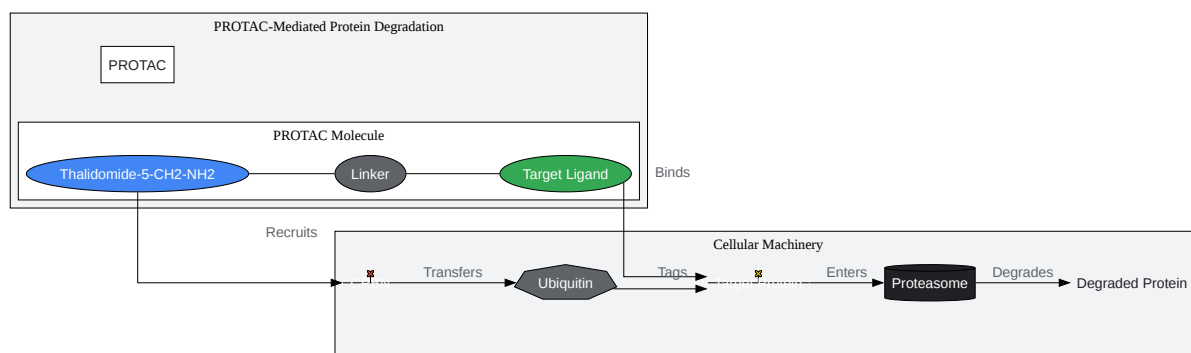 PROTAC-Mediated Protein Degradation
PROTAC
PROTAC Molecule
Thalidomide-5-CH2-NH2
Linker
Target Ligand
Binds
Recruits
Cellular Machinery
Transfers
Ubiquitin
Tags
Enters
Proteasome
Degrades
Degraded Protein